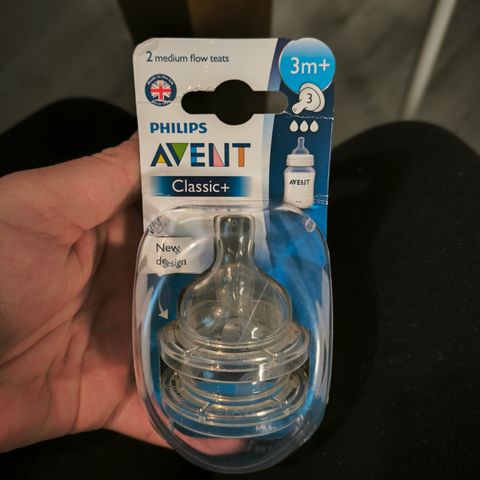 2 medium flow teats
3m+
3
PHILIPS
AVENT
Classic+
AVENT
New
design